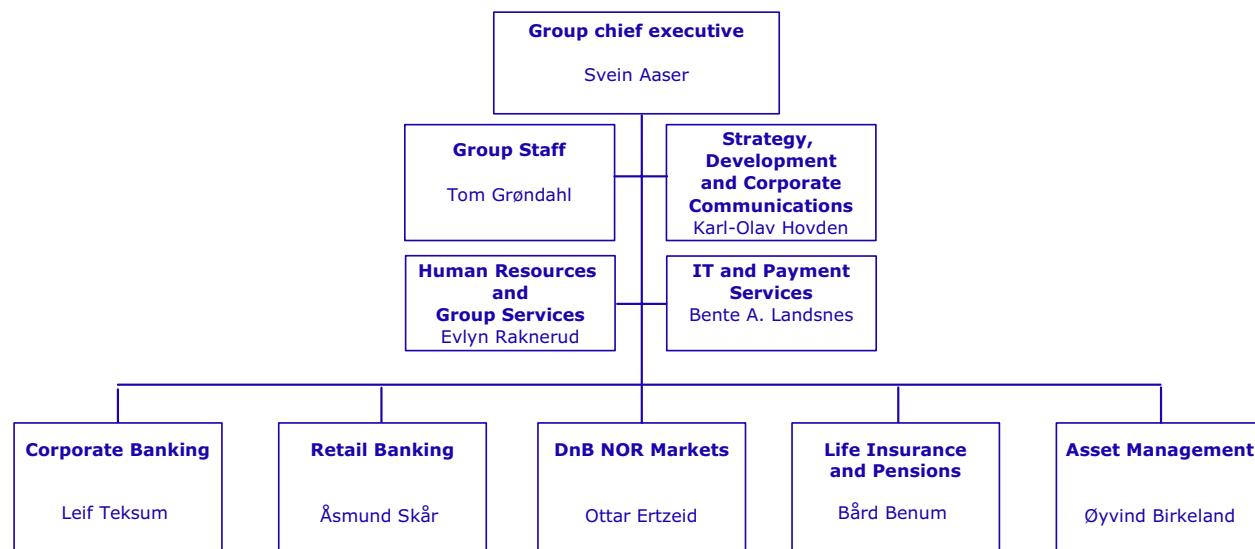 Group chief executive
Svein Aaser
Group Staff
Tom Grøndahl
Strategy,
Development
and Corporate
Communications
Karl-Olav Hovden
Human Resources
and
Group Services
Evlyn Raknerud
IT and Payment
Services
Bente A. Landsnes
Corporate Banking
Leif Teksum
Retail Banking
Åsmund Skår
DnB NOR Markets
Ottar Ertzeid
Life Insurance
and Pensions
Bård Benum
Asset Management
Øyvind Birkeland